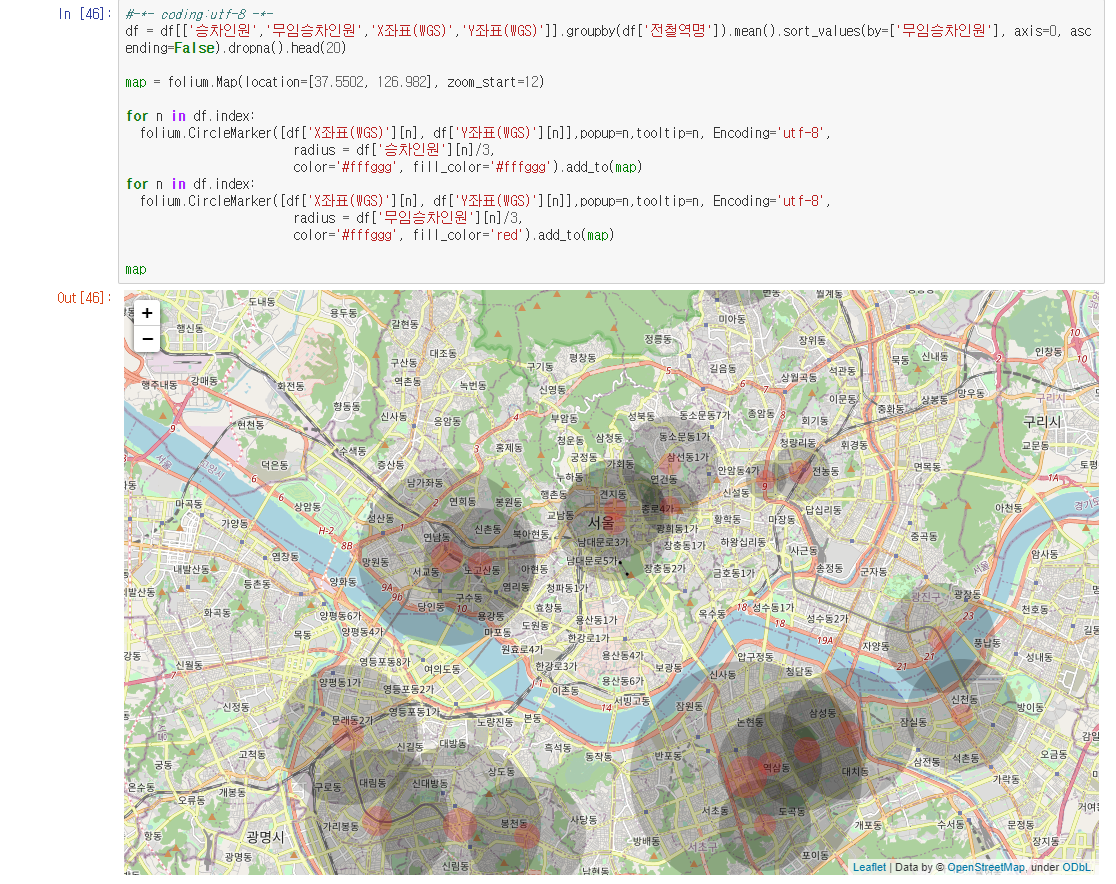 In [46]:
#-*- coding:utf-8 -*-
df = df[['승차인원','무임승차인원','X좌표(WGS)','Y좌표(WGS)']].groupby(df['전철역명']).mean().sort_values(by=['무임승차인원'], axis=0, asc
ending=False).dropna().head(20)
map = folium.Map(location=[37.5502, 126.982], zoom_start=12)
for n in df.index:
folium.CircleMarker([df['X좌표(WGS)'][n], df['Y좌표(WGS)'][n]],popup=n,tooltip=n, Encoding='utf-8',
radius = df['승차인원'][n]/3,
color='#fffggg', fill_color='#fffggg').add_to(map)
for n in df.index:
folium.CircleMarker([df['X좌표(WGS)'][n], df['Y좌표(WGS)'][n]],popup=n,tooltip=n, Encoding='utf-8',
radius = df['무임승차인원'][n]/3,
color='#fffggg', fill_color='red').add_to(map)
map
Out[46]:
+
−
도내동
용두동
갈현동
행신동
대조동
구산동
역촌동
녹번동
구기동
평창동
정릉동
미아동
월계동
장위동
길음동
석관동
상월곡동
묵동
신내동
인창동
구리시
행주내동
강매동
화전동
향동동
신사동
응암동
신영동
부암동
성북동
동소문동7가
종암동
이문동
중화동
상봉동
망우동
구리시
현천동
덕은동
수색동
증산동
홍제동
청운동
삼청동
동소문동1가
회기동
청량리동
휘경동
면목동
교문동
남가좌동
궁정동
가회동
삼선동1가
안암동4가
전농동
누하동
연건동
마곡동
상암동
성산동
연희동
봉원동
행촌동
견지동
종로4가
신설동
답십리동
아천동
가양동
H-2
8B
연남동
신촌동
북아현동
교남동
서울
광희동1가
황학동
마장동
중곡동
염창동
망원동
남대문로3가
장충동1가
하왕십리동
사근동
암사동
내발산동
등촌동
양화동
서교동
노고산동
아현동
남대문로5가
장충동2가
금호동1가
송정동
군자동
9A
9b
10
구수동
염리동
청파동1가
광진구
광장동
화곡동
양평동6가
당인동
용강동
효창동
옥수동
18
성수동1가
천호동
목동
양평동4가
마포동
도원동
용산동1가
성수동2가
19A
23
풍납동
신월동
영등포동8가
여의도동
원효로4가
한강로1가
용산동4가
보광동
압구정동
자양동
21
21
성내동
양평동1가
영등포동2가
한강로3가
용산동6가
신사동
청담동
신천동
이촌동
서빙고동
14
잠원동
신정동
문래동2가
영등포동1가
노량진동
본동
논현동
삼성동
잠실동
방이동
고척동
신길동
대방동
흑석동
동작동
반포동
역삼동
대치동
삼전동
석촌동
오금동
구로동
대림동
신대방동
상도동
가락동
오류동
개봉동
가리봉동
봉천동
사당동
서초동
서초구
도곡동
개포동
수서동
문정동
광명시
광명동
신림동
방배동
포이동
장지동
Leaflet | Data by © OpenStreetMap, under ODbL.